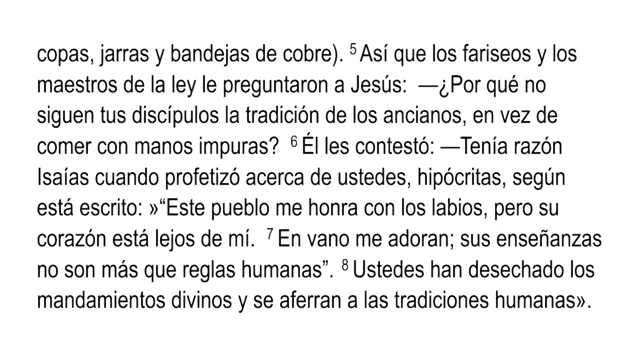 copas, jarras y bandejas de cobre). ⁵ Así que los fariseos y los
maestros de la ley le preguntaron a Jesús:  —¿Por qué no
siguen tus discípulos la tradición de los ancianos, en vez de
comer con manos impuras?  ⁶ Él les contestó: —Tenía razón
Isaías cuando profetizó acerca de ustedes, hipócritas, según
está escrito: »“Este pueblo me honra con los labios, pero su
corazón está lejos de mí.  ⁷ En vano me adoran; sus enseñanzas
no son más que reglas humanas”. ⁸ Ustedes han desechado los
mandamientos divinos y se aferran a las tradiciones humanas».